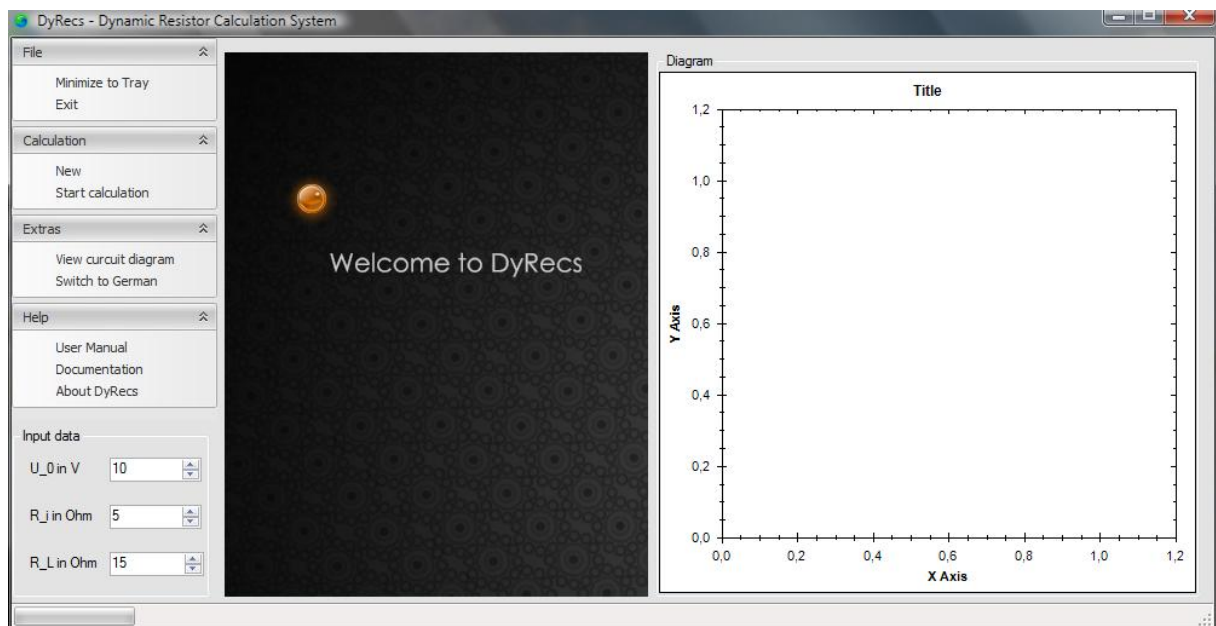 DyRecs - Dynamic Resistor Calculation System
File
Minimize to Tray
Exit
Calculation
New
Start calculation
Extras
View curcuit diagram
Switch to German
Help
User Manual
Documentation
About DyRecs
Input data
U_0 in V 10
R_i in Ohm 5
R_L in Ohm 15
Welcome to DyRecs
Diagram
Title
1,2
1,0
0,8
0,6
0,4
0,2
0,0
Y Axis
0,0 0,2 0,4 0,6 0,8 1,0 1,2
X Axis